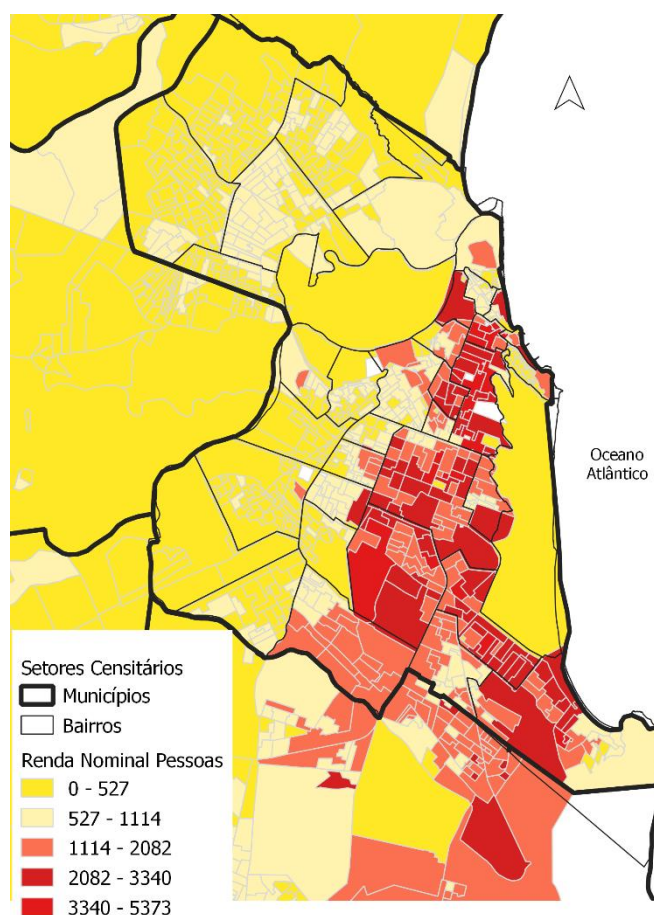 Oceano
Atlântico
Setores Censitários
Municípios
Bairros
Renda Nominal Pessoas
0 - 527
527 - 1114
1114 - 2082
2082 - 3340
3340 - 5373